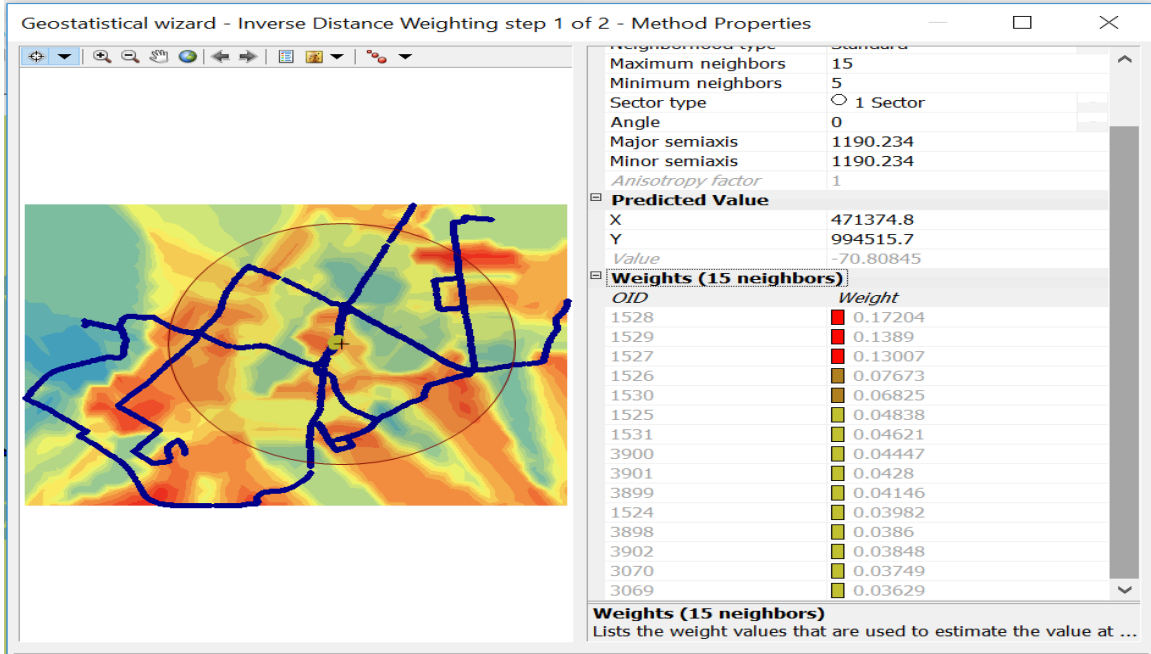 Geostatistical wizard - Inverse Distance Weighting step 1 of 2 - Method Properties
Neighborhood type Standard
Maximum neighbors 15
Minimum neighbors 5
Sector type 1 Sector
Angle 0
Major semiaxis 1190.234
Minor semiaxis 1190.234
Anisotropy factor 1
Predicted Value
X 471374.8
Y 994515.7
Value -70.80845
Weights (15 neighbors)
OID Weight
1528 0.17204
1529 0.1389
1527 0.13007
1526 0.07673
1530 0.06825
1525 0.04838
1531 0.04621
3900 0.04447
3901 0.0428
3899 0.04146
1524 0.03982
3898 0.0386
3902 0.03848
3070 0.03749
3069 0.03629
Weights (15 neighbors)
Lists the weight values that are used to estimate the value at ...